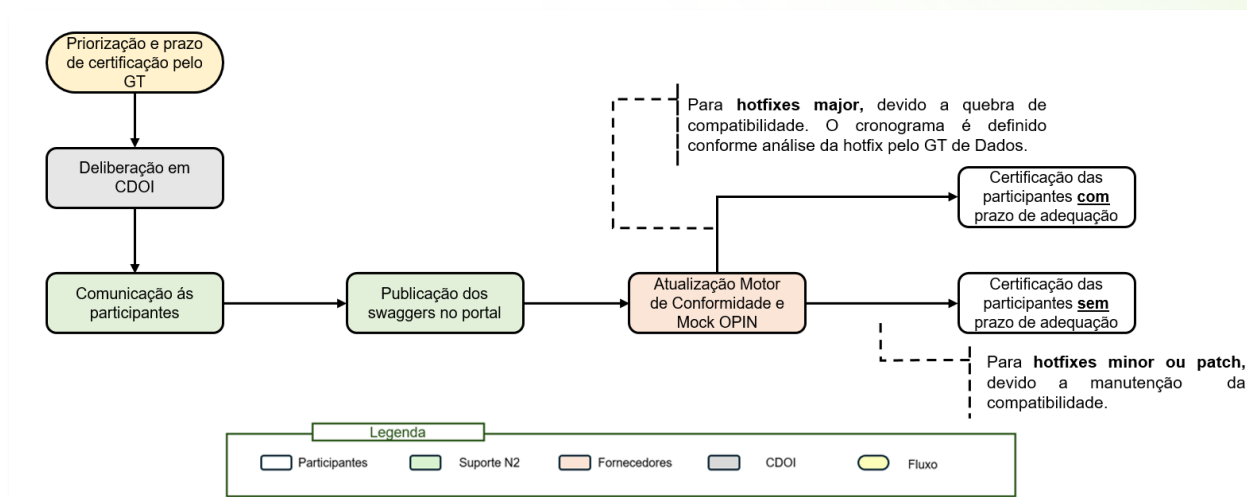 Priorização e prazo
de certificação pelo
GT
Deliberação em
CDOI
Comunicação ás
participantes
Publicação dos
swaggers no portal
Atualização Motor
de Conformidade e
Mock OPIN
Para hotfixes major, devido a quebra de
compatibilidade. O cronograma é definido
conforme análise da hotfix pelo GT de Dados.
Certificação das
participantes com
prazo de adequação
Certificação das
participantes sem
prazo de adequação
Para hotfixes minor ou patch,
devido a manutenção da
compatibilidade.
Legenda
Participantes
Suporte N2
Fornecedores
CDOI
Fluxo